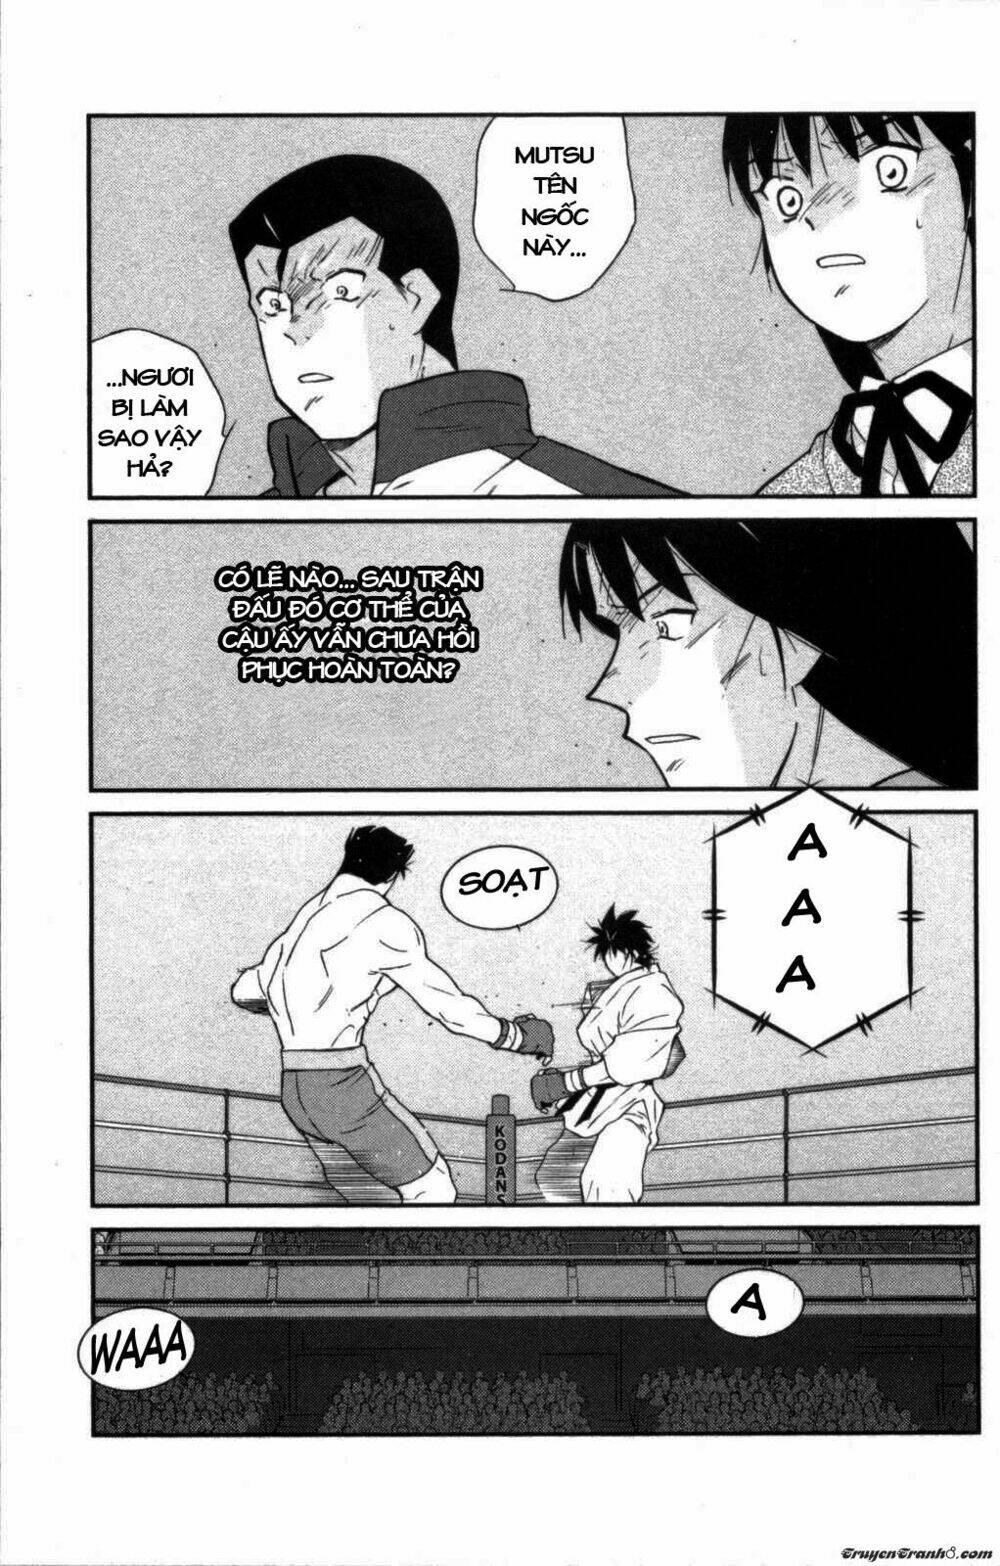 MUTSU
TÊN
NGỐC
NÀY...
...NGƯƠI
BỊ LÀM
SAO VẬY
HẢ?
CÓ LẼ NÀO... SAU TRẬN
ĐẤU ĐÓ CƠ THỂ CỦA
CẬU ẤY VẪN CHƯA HỒI
PHỤC HOÀN TOÀN?
A
A
A
SOẠT
KODANS
A
WAAA
TruyenTranh8.com